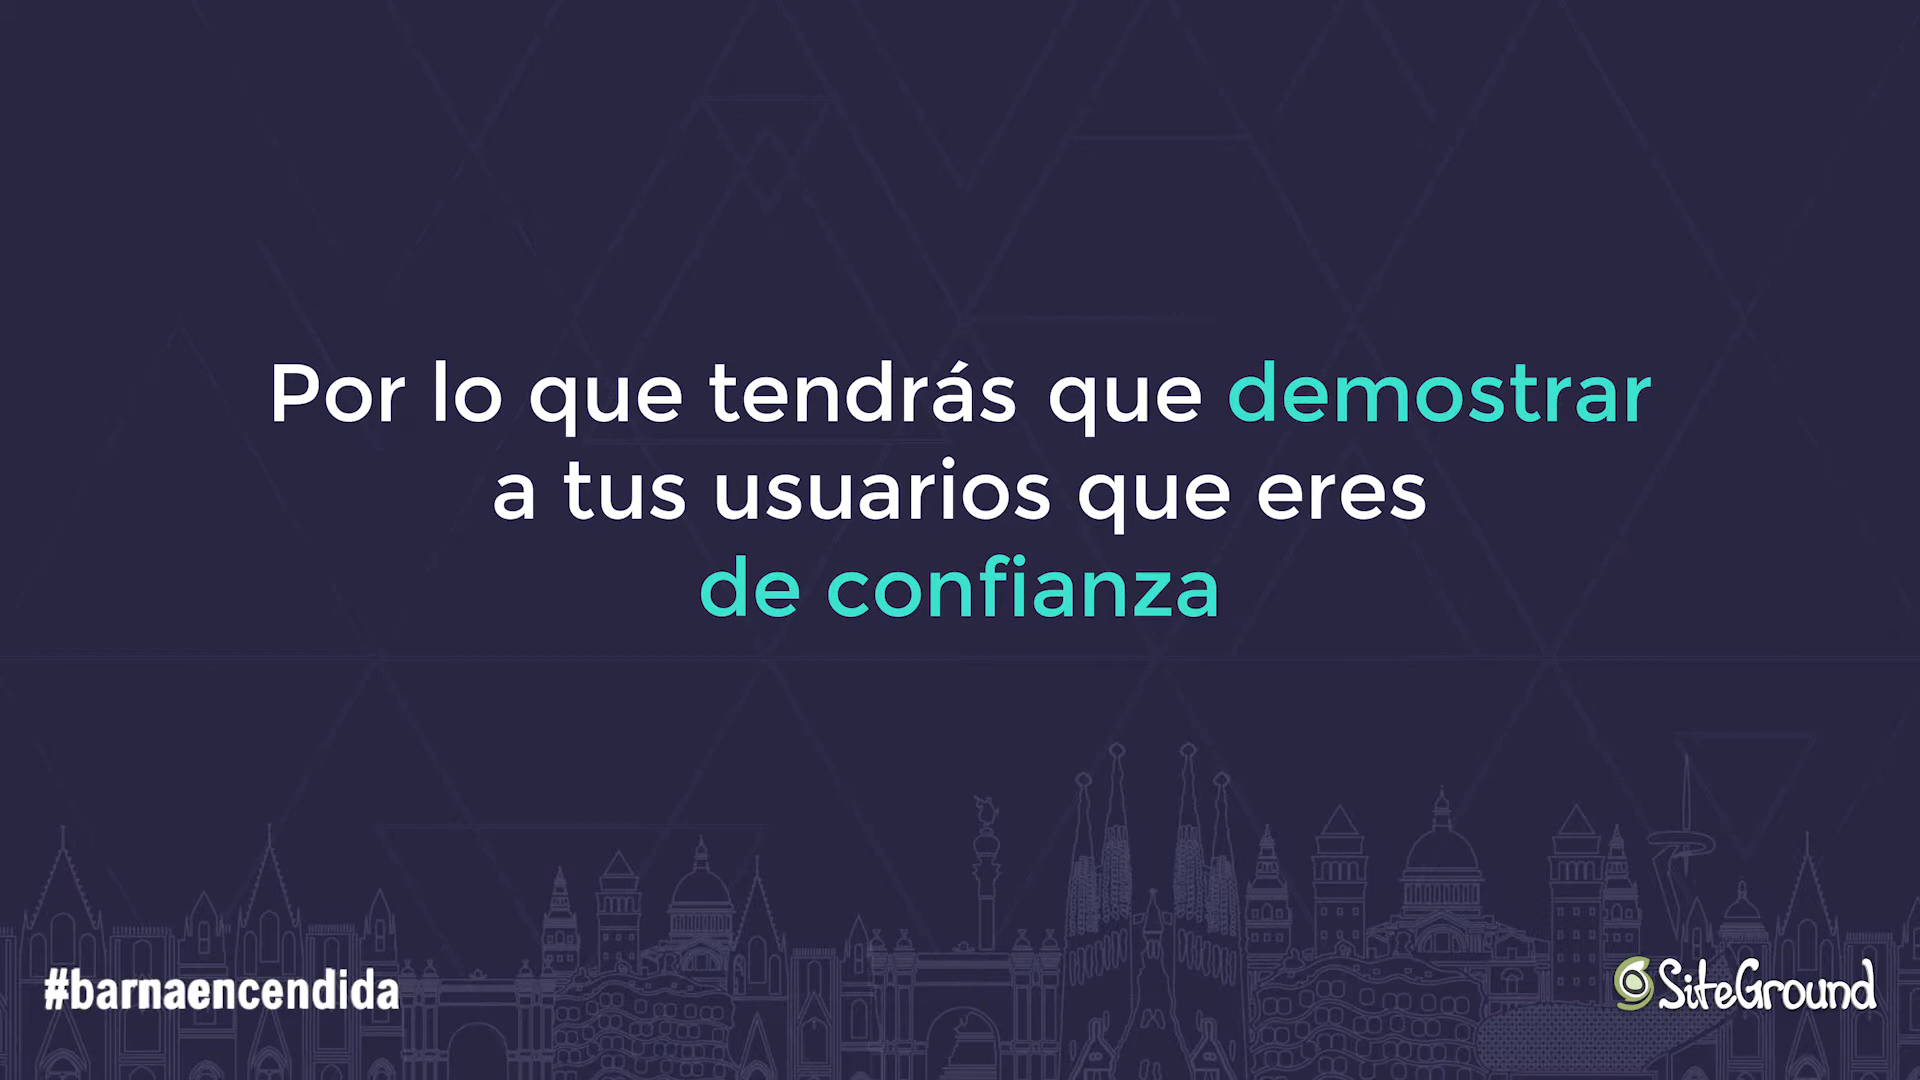 Por lo que tendrás que demostrar
a tus usuarios que eres
de confianza
#barnaencendida
SiteGround